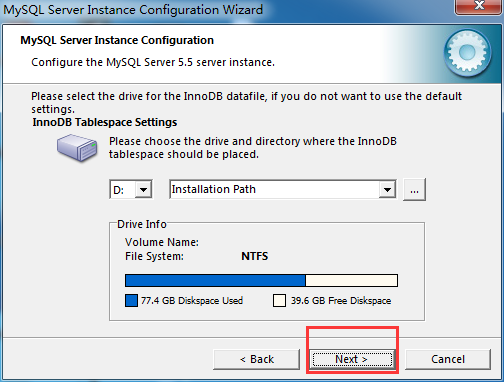 MySQL Server Instance Configuration Wizard
MySQL Server Instance Configuration
Configure the MySQL Server 5.5 server instance.
Please select the drive for the InnoDB datafile, if you do not want to use the default
settings.
InnoDB Tablespace Settings
Please choose the drive and directory where the InnoDB
tablespace should be placed.
D: Installation Path ...
Drive Info
Volume Name:
File System: NTFS
77.4 GB Diskspace Used 39.6 GB Free Diskspace
< Back Next > Cancel